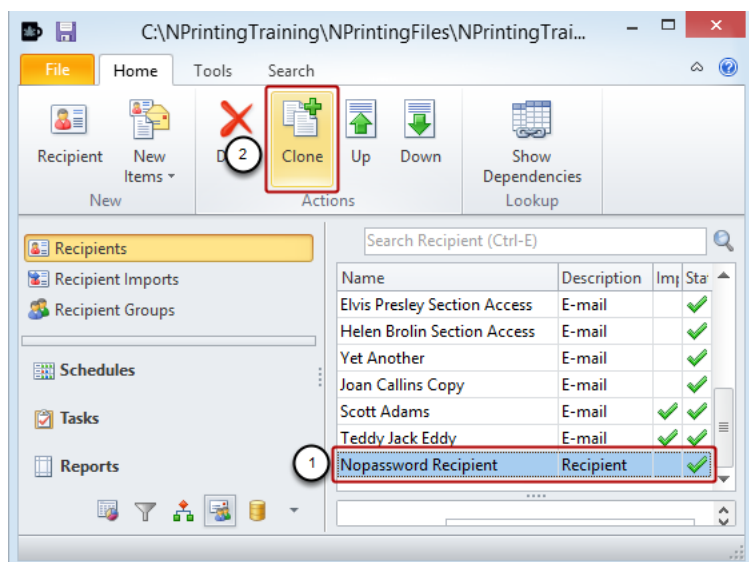 C:\NPrintingTraining\NPrintingFiles\NPrintingTrai...
File Home Tools Search
Recipient New Items D 2 Clone Up Down Show Dependencies
New Actions Lookup
Recipients
Recipient Imports
Recipient Groups
Schedules
Tasks
Reports
Search Recipient (Ctrl-E)
Name Description Imp Sta
Elvis Presley Section Access E-mail
Helen Brolin Section Access E-mail
Yet Another E-mail
Joan Callins Copy E-mail
Scott Adams E-mail
Teddy Jack Eddy E-mail
1 Nopassword Recipient Recipient